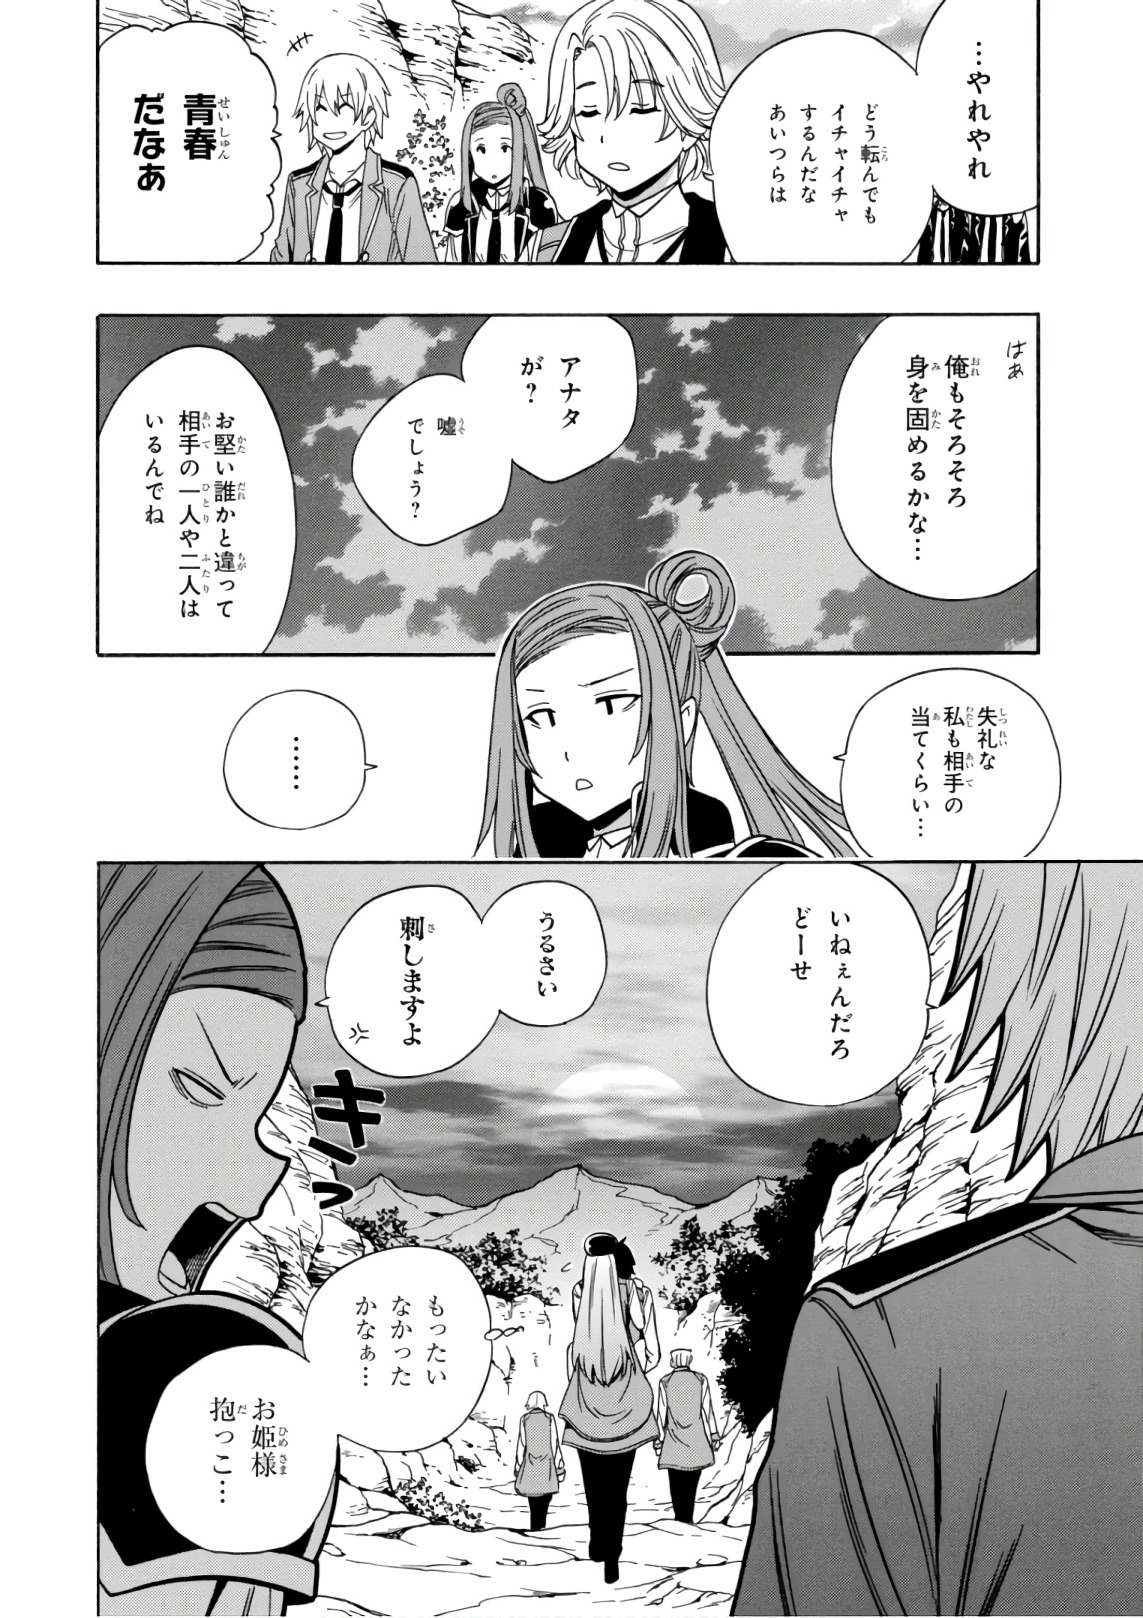 …やれやれ
どう転んでも
イチャイチャ
するんだな
あいつらは
青春
だなぁ
はぁ
俺もそろそろ
身を固めるかな…
アナタ
が？
嘘
でしょう？
お堅い誰かと違って
相手の一人や二人は
いるんでね
失礼な
私も相手の
当てくらい…
……
いねぇんだろ
どーせ
うるさい
刺しますよ
キーっ
もったい
なかった
かなぁ…
お姫様
抱っこ…